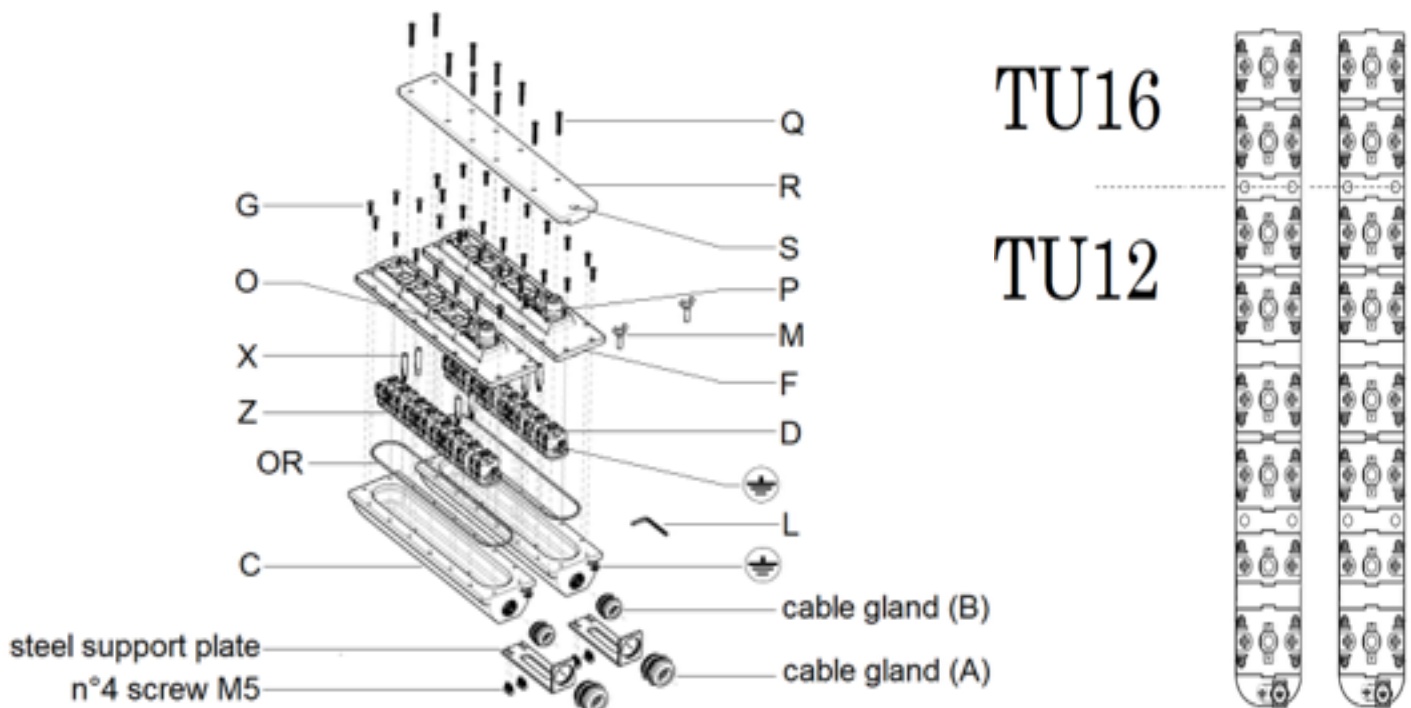 Q
R
G
S
O
P
M
X
F
Z
D
OR
L
C
cable gland (B)
steel support plate
cable gland (A)
n°4 screw M5
TU16
TU12